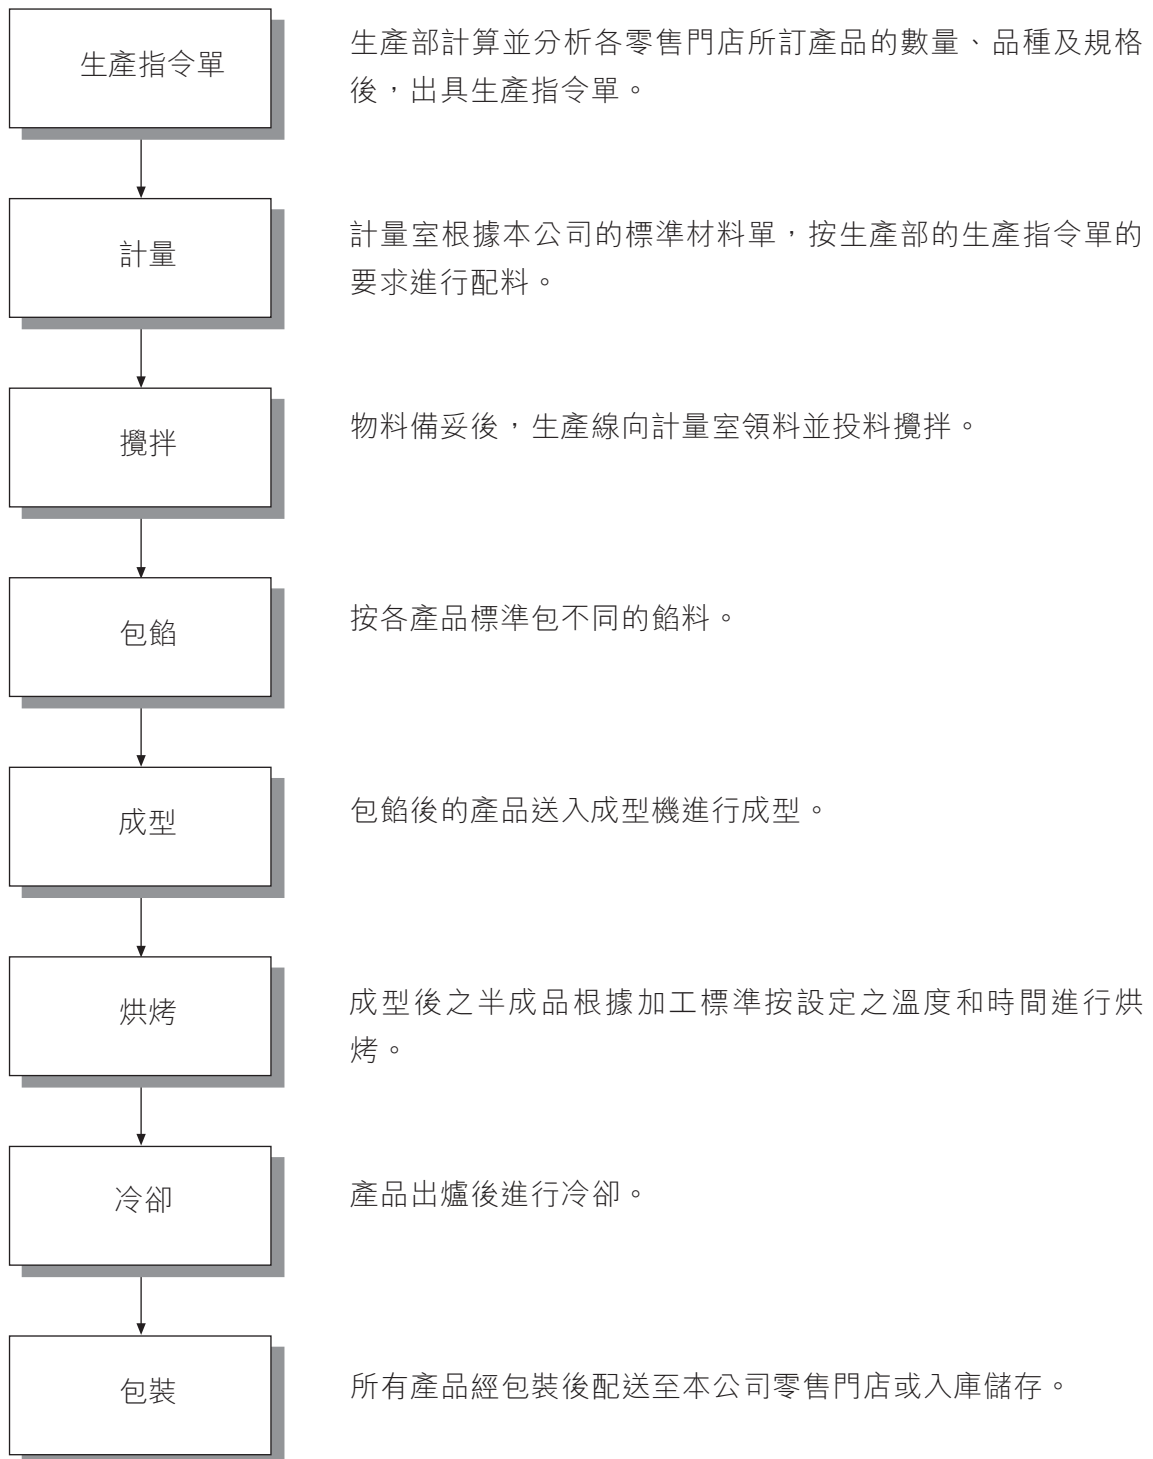 生產指令單
生產部計算並分析各零售門店所訂產品的數量、品種及規格
後，出具生產指令單。
計量
計量室根據本公司的標準材料單，按生產部的生產指令單的
要求進行配料。
攪拌
物料備妥後，生產線向計量室領料並投料攪拌。
包餡
按各產品標準包不同的餡料。
成型
包餡後的產品送入成型機進行成型。
烘烤
成型後之半成品根據加工標準按設定之溫度和時間進行烘
烤。
冷卻
產品出爐後進行冷卻。
包裝
所有產品經包裝後配送至本公司零售門店或入庫儲存。